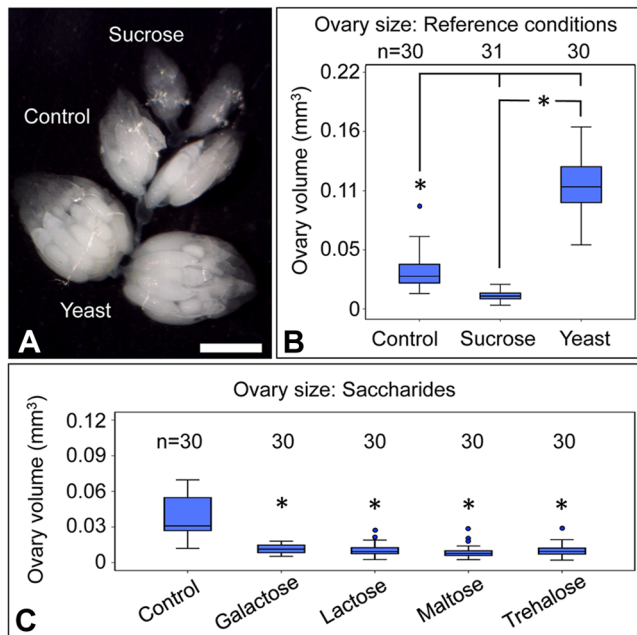 Sucrose
Control
Yeast
A
Ovary size: Reference conditions
n=30 31 30
Ovary volume (mm³)
0.22
0.16
0.11
0.05
0
*
*
Control Sucrose Yeast
B
Ovary size: Saccharides
Ovary volume (mm³)
0.12
0.09
0.06
0.03
0
n=30 30 30 30 30
* * * *
Control Galactose Lactose Maltose Trehalose
C